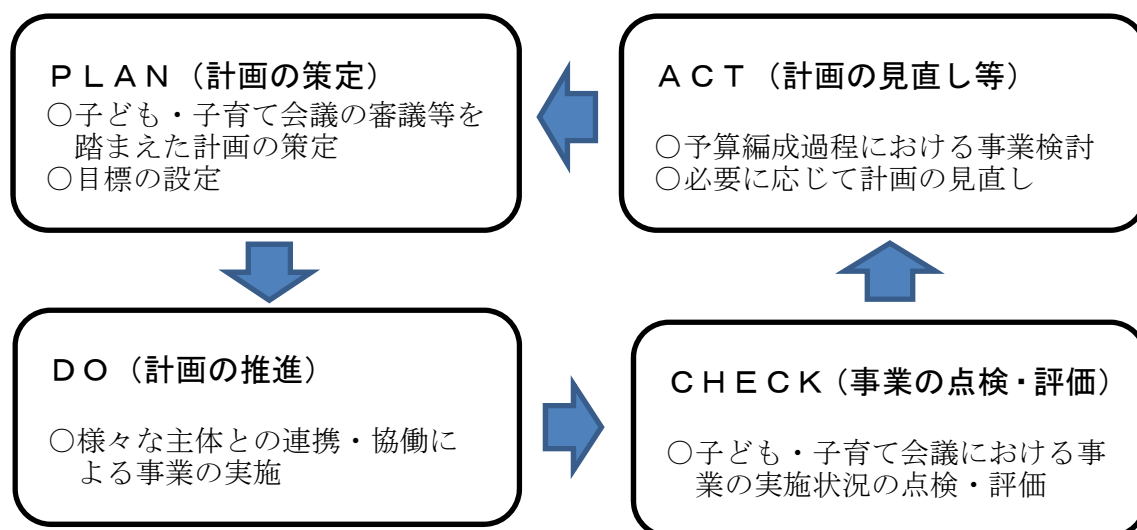 PLAN(計画の策定)
○子ども・子育て会議の審議等を
踏まえた計画の策定
○目標の設定
ACT(計画の見直し等)
○予算編成過程における事業検討
○必要に応じて計画の見直し
DO(計画の推進)
○様々な主体との連携・協働に
よる事業の実施
CHECK(事業の点検・評価)
○子ども・子育て会議における事
業の実施状況の点検・評価